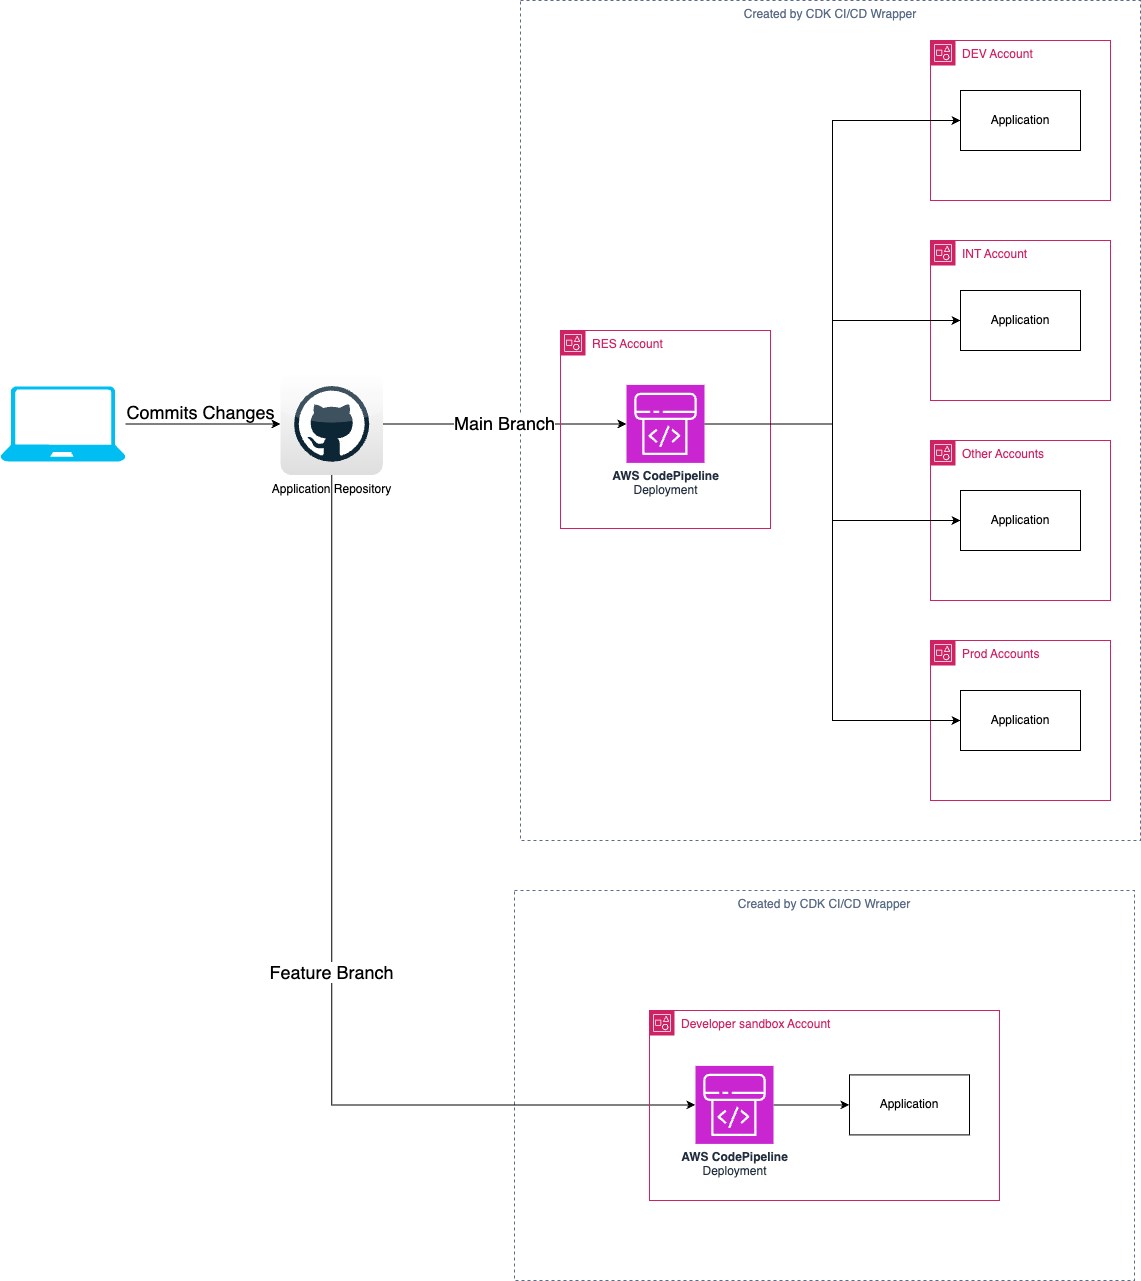 Created by CDK CI/CD Wrapper
DEV Account
Application
INT Account
Application
RES Account
Commits Changes
Main Branch
AWS CodePipeline
Deployment
Application Repository
Other Accounts
Application
Prod Accounts
Application
Created by CDK CI/CD Wrapper
Feature Branch
Developer sandbox Account
Application
AWS CodePipeline
Deployment